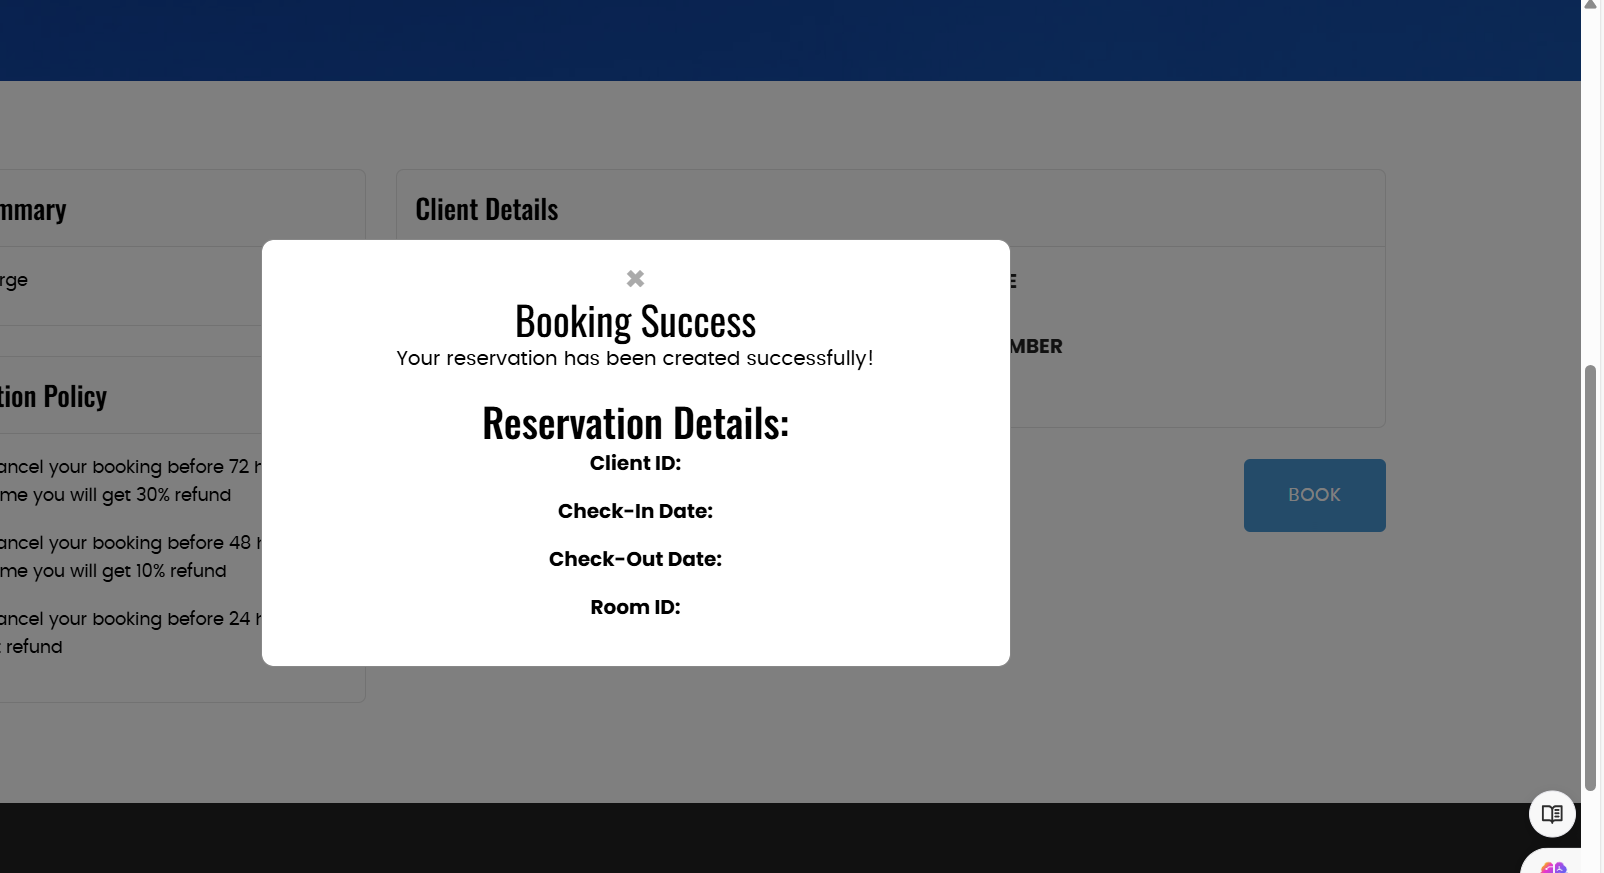 mmary
rge
tion Policy
ancel your booking before 72
me you will get 30% refund
ancel your booking before 48
me you will get 10% refund
ancel your booking before 24
refund
Client Details
E
MBER
BOOK
✖
Booking Success
Your reservation has been created successfully!
Reservation Details:
Client ID:
Check-In Date:
Check-Out Date:
Room ID: